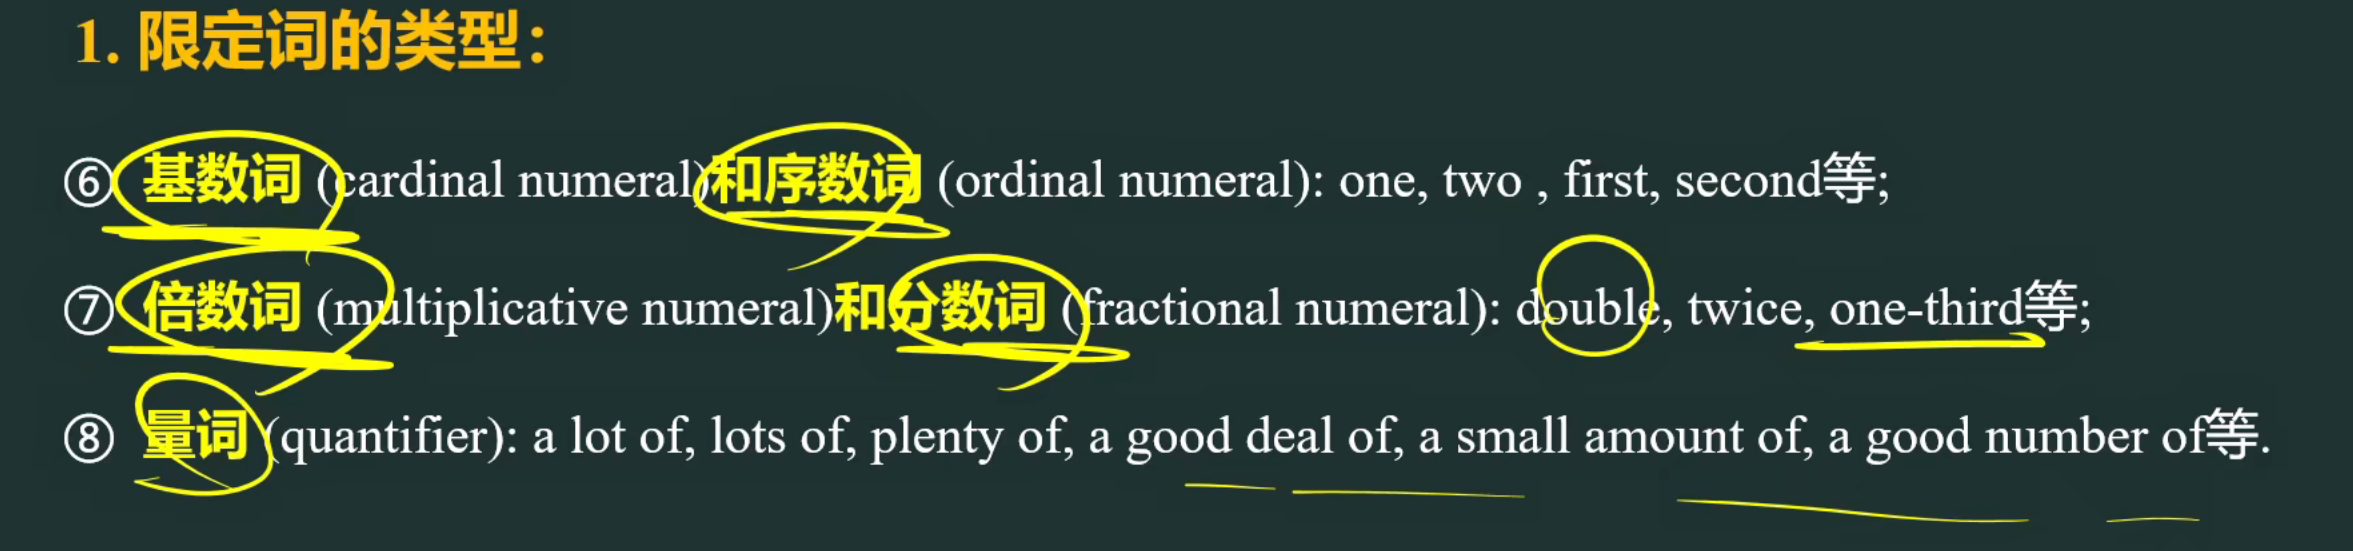 1. 限定词的类型：
⑥ 基数词 (cardinal numeral)和序数词 (ordinal numeral): one, two , first, second等;
⑦ 倍数词 (multiplicative numeral)和分数词 (fractional numeral): double, twice, one-third等;
⑧ 量词 (quantifier): a lot of, lots of, plenty of, a good deal of, a small amount of, a good number of等.